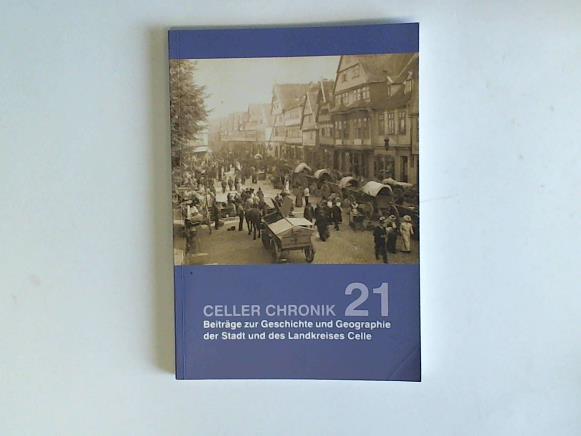 CELLER CHRONIK 21
Beiträge zur Geschichte und Geographie
der Stadt und des Landkreises Celle